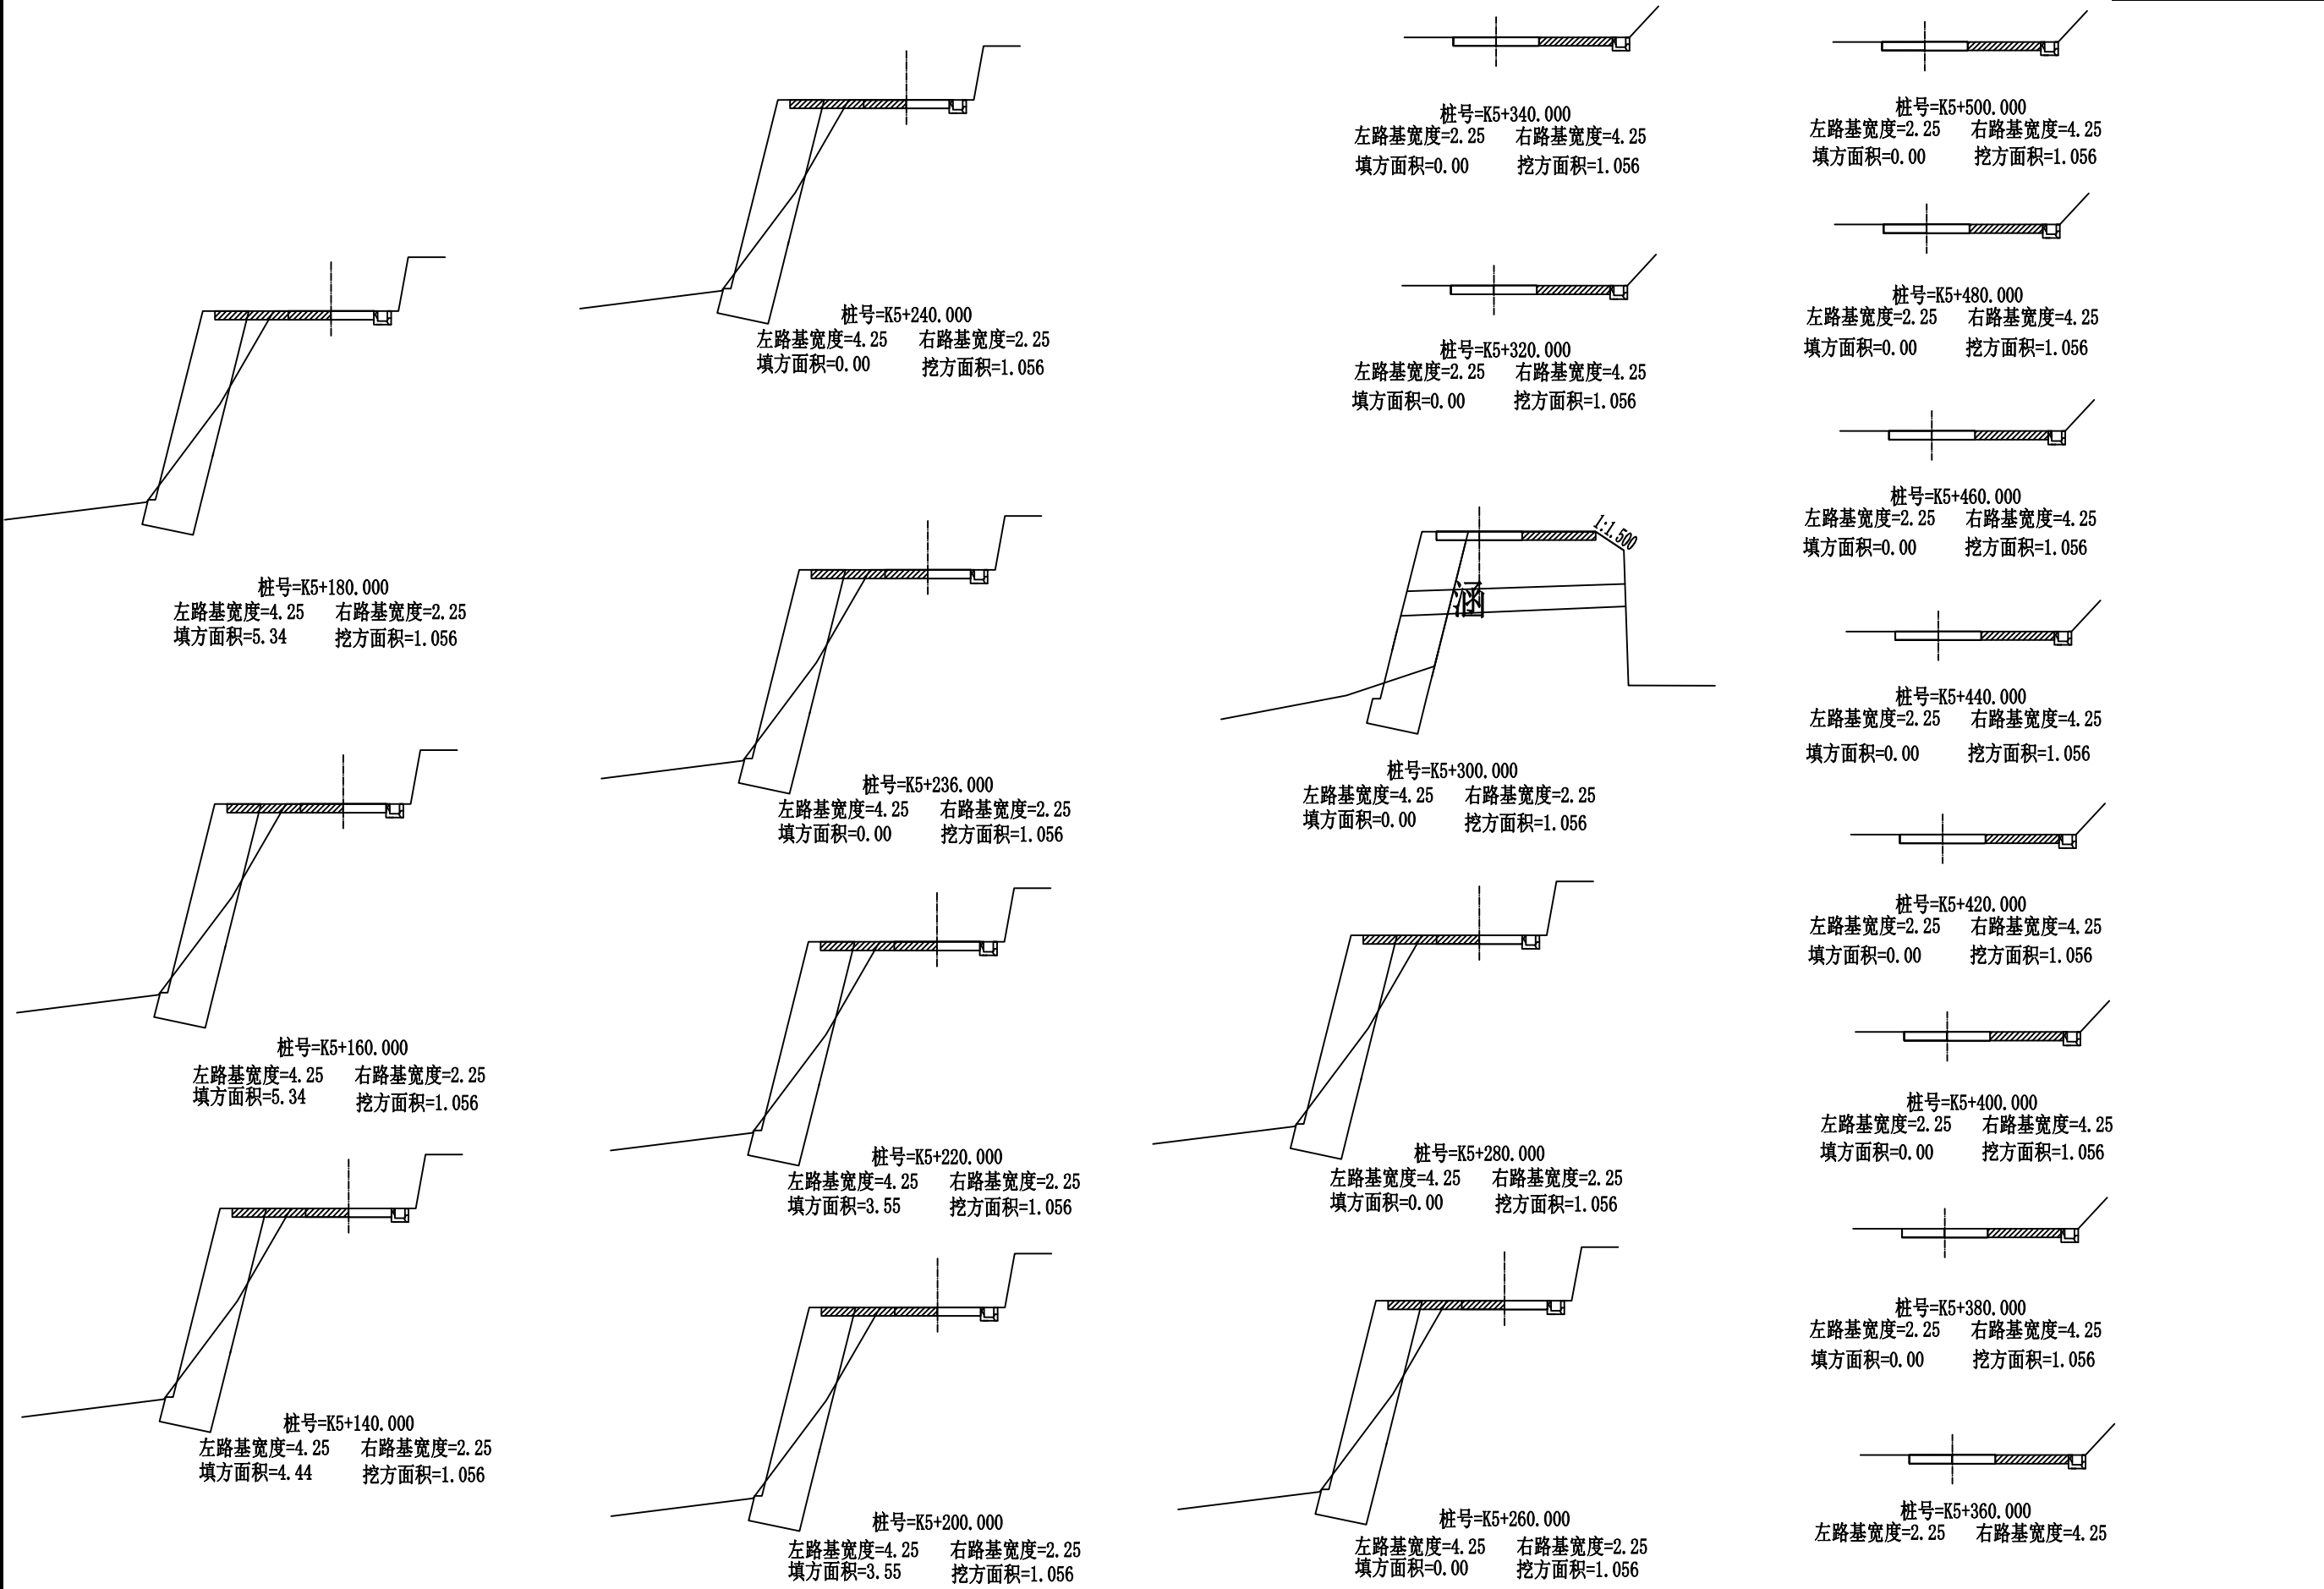 桩号=K5+180.000
左路基宽度=4.25 右路基宽度=2.25
填方面积=5.34 挖方面积=1.056
桩号=K5+160.000
左路基宽度=4.25 右路基宽度=2.25
填方面积=5.34 挖方面积=1.056
桩号=K5+140.000
左路基宽度=4.25 右路基宽度=2.25
填方面积=4.44 挖方面积=1.056
桩号=K5+240.000
左路基宽度=4.25 右路基宽度=2.25
填方面积=0.00 挖方面积=1.056
桩号=K5+236.000
左路基宽度=4.25 右路基宽度=2.25
填方面积=0.00 挖方面积=1.056
桩号=K5+220.000
左路基宽度=4.25 右路基宽度=2.25
填方面积=3.55 挖方面积=1.056
桩号=K5+200.000
左路基宽度=4.25 右路基宽度=2.25
填方面积=3.55 挖方面积=1.056
桩号=K5+340.000
左路基宽度=2.25 右路基宽度=4.25
填方面积=0.00 挖方面积=1.056
桩号=K5+320.000
左路基宽度=2.25 右路基宽度=4.25
填方面积=0.00 挖方面积=1.056
1:1.500
涵
桩号=K5+300.000
左路基宽度=4.25 右路基宽度=2.25
填方面积=0.00 挖方面积=1.056
桩号=K5+280.000
左路基宽度=4.25 右路基宽度=2.25
填方面积=0.00 挖方面积=1.056
桩号=K5+260.000
左路基宽度=4.25 右路基宽度=2.25
填方面积=0.00 挖方面积=1.056
桩号=K5+500.000
左路基宽度=2.25 右路基宽度=4.25
填方面积=0.00 挖方面积=1.056
桩号=K5+480.000
左路基宽度=2.25 右路基宽度=4.25
填方面积=0.00 挖方面积=1.056
桩号=K5+460.000
左路基宽度=2.25 右路基宽度=4.25
填方面积=0.00 挖方面积=1.056
桩号=K5+440.000
左路基宽度=2.25 右路基宽度=4.25
填方面积=0.00 挖方面积=1.056
桩号=K5+420.000
左路基宽度=2.25 右路基宽度=4.25
填方面积=0.00 挖方面积=1.056
桩号=K5+400.000
左路基宽度=2.25 右路基宽度=4.25
填方面积=0.00 挖方面积=1.056
桩号=K5+380.000
左路基宽度=2.25 右路基宽度=4.25
填方面积=0.00 挖方面积=1.056
桩号=K5+360.000
左路基宽度=2.25 右路基宽度=4.25